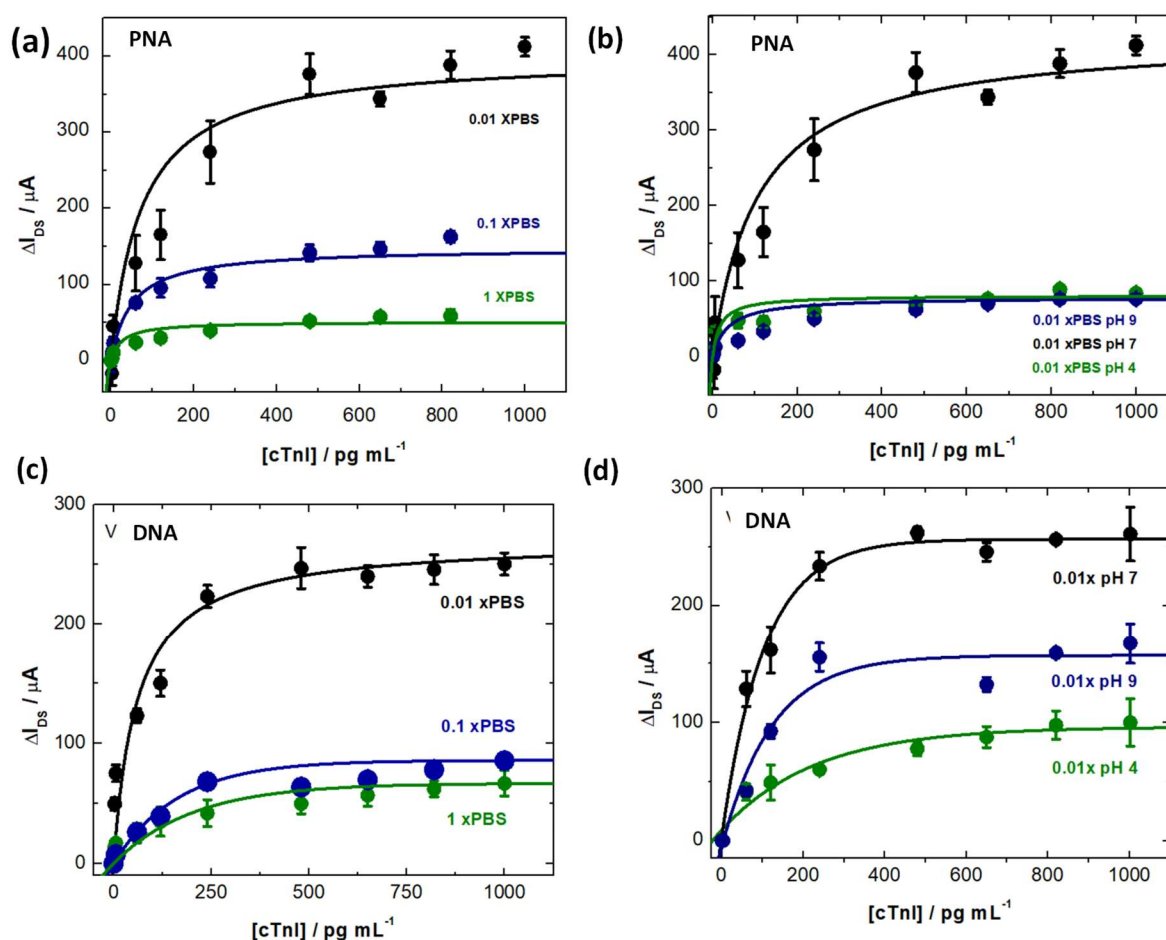 (a) PNA
400
300
200
100
0
ΔI_DS / μA
0.01 XPBS
0.1 XPBS
1 XPBS
0 200 400 600 800 1000
[cTnI] / pg mL⁻¹
(b) PNA
400
300
200
100
0
ΔI_DS / μA
0.01 xPBS pH 9
0.01 xPBS pH 7
0.01 xPBS pH 4
0 200 400 600 800 1000
[cTnI] / pg mL⁻¹
(c)
300
V DNA
200
100
0
ΔI_DS / μA
0.01 xPBS
0.1 xPBS
1 xPBS
0 250 500 750 1000
[cTnI] / pg mL⁻¹
(d)
300
DNA
200
100
0
ΔI_DS / μA
0.01x pH 7
0.01x pH 9
0.01x pH 4
0 200 400 600 800 1000
[cTnI] / pg mL⁻¹